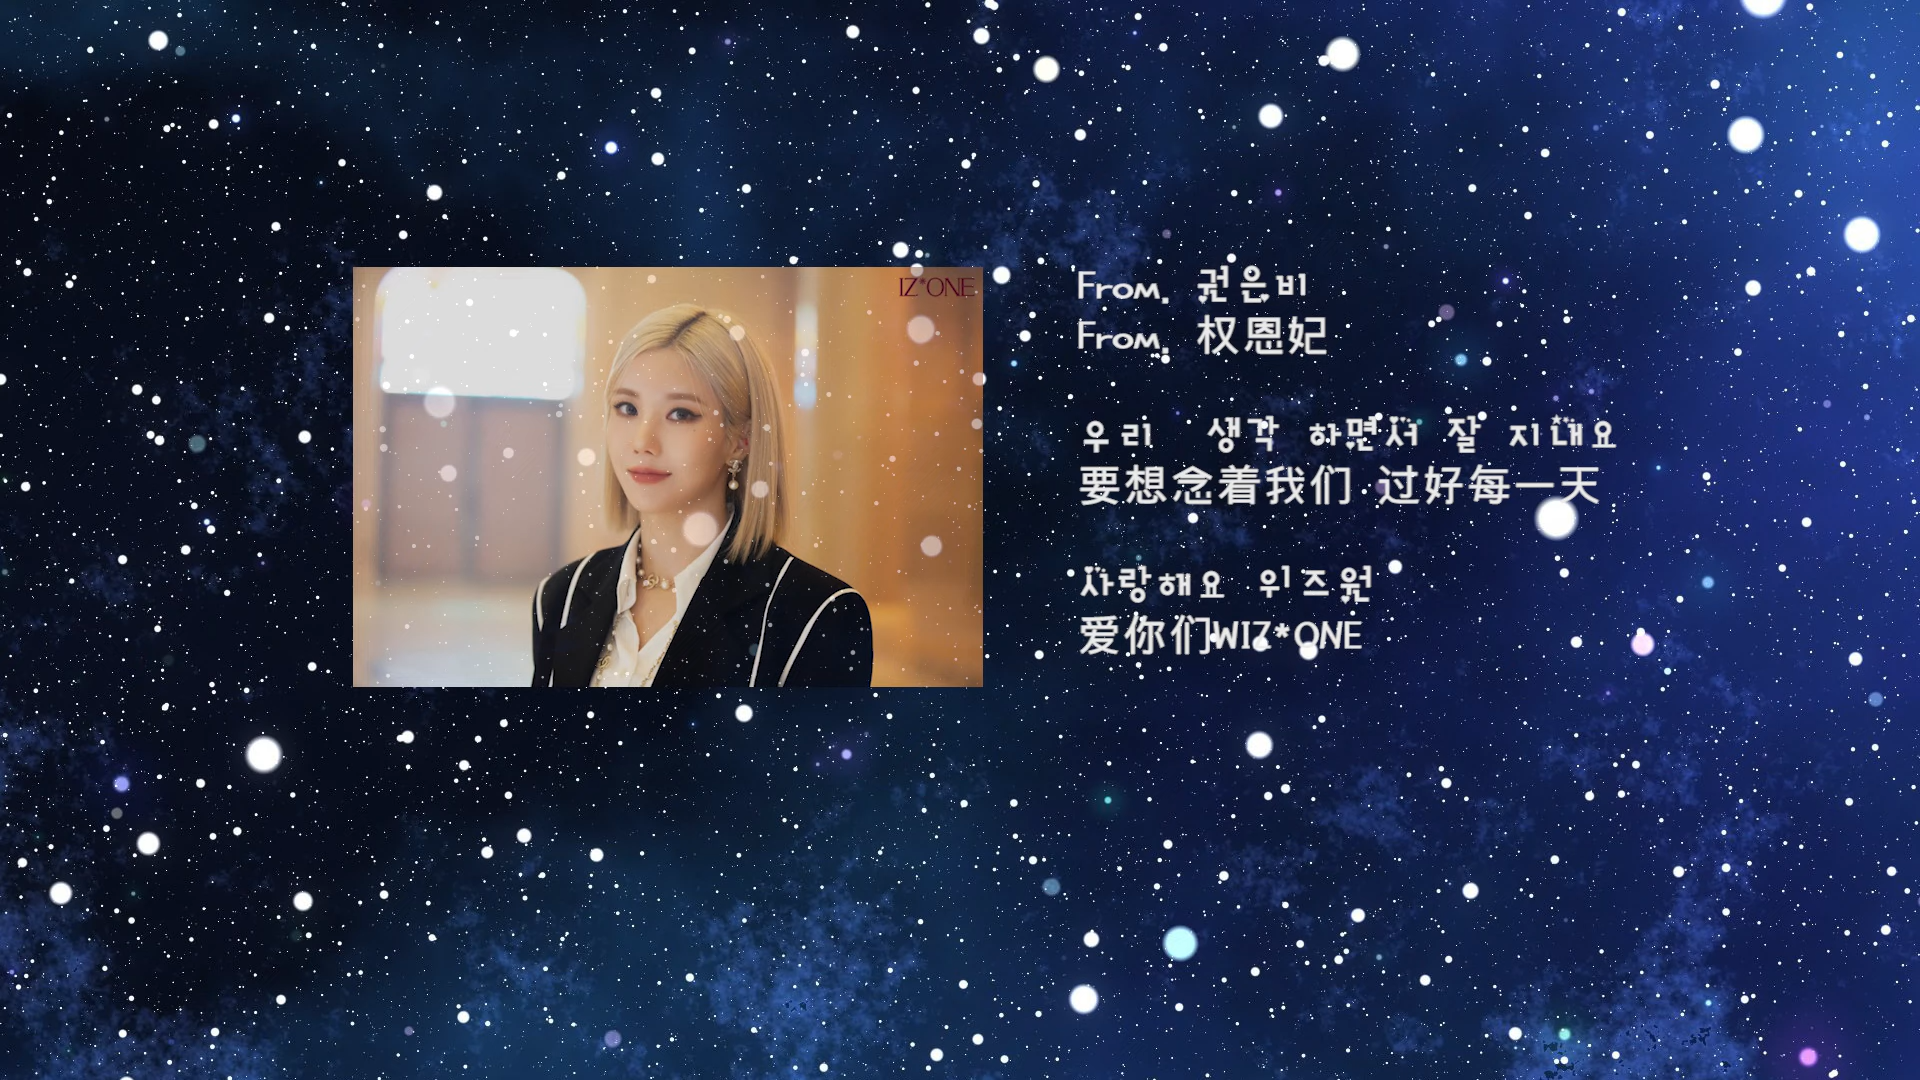 IZ*ONE
From. 권은비
From. 权恩妃
우리 생각 하면서 잘 지내요
要想念着我们 过好每一天
사랑해요 위즈원
爱你们WIZ*ONE